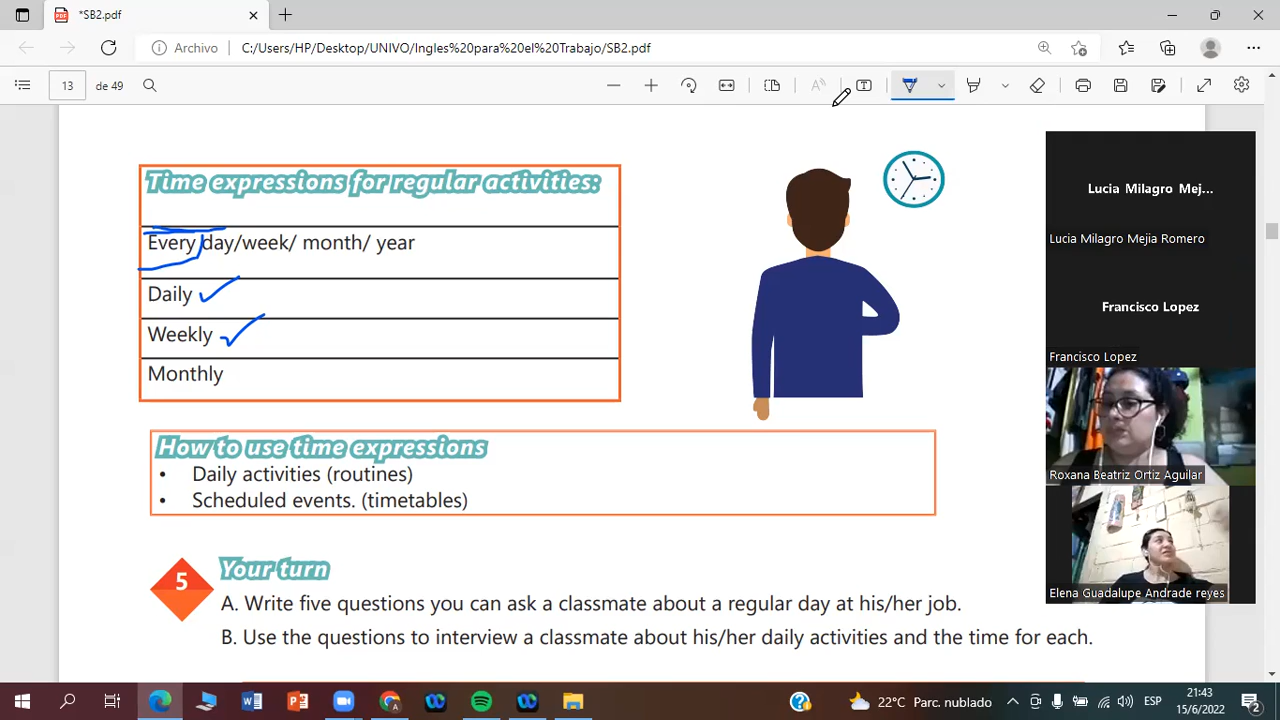 *SB2.pdf
Archivo
C:/Users/HP/Desktop/UNIVO/Ingles%20para%20el%20Trabajo/SB2.pdf
13
de 49
Time expressions for regular activities:
Every day/week/ month/ year
Daily
Weekly
Monthly
How to use time expressions
• Daily activities (routines)
• Scheduled events. (timetables)
5
Your turn
A. Write five questions you can ask a classmate about a regular day at his/her job.
B. Use the questions to interview a classmate about his/her daily activities and the time for each.
Lucia Milagro Mej...
Lucia Milagro Mejia Romero
Francisco Lopez
Francisco Lopez
Roxana Beatriz Ortiz Aguilar
Elena Guadalupe Andrade reyes
22°C Parc. nublado
ESP
21:43
15/6/2022
2